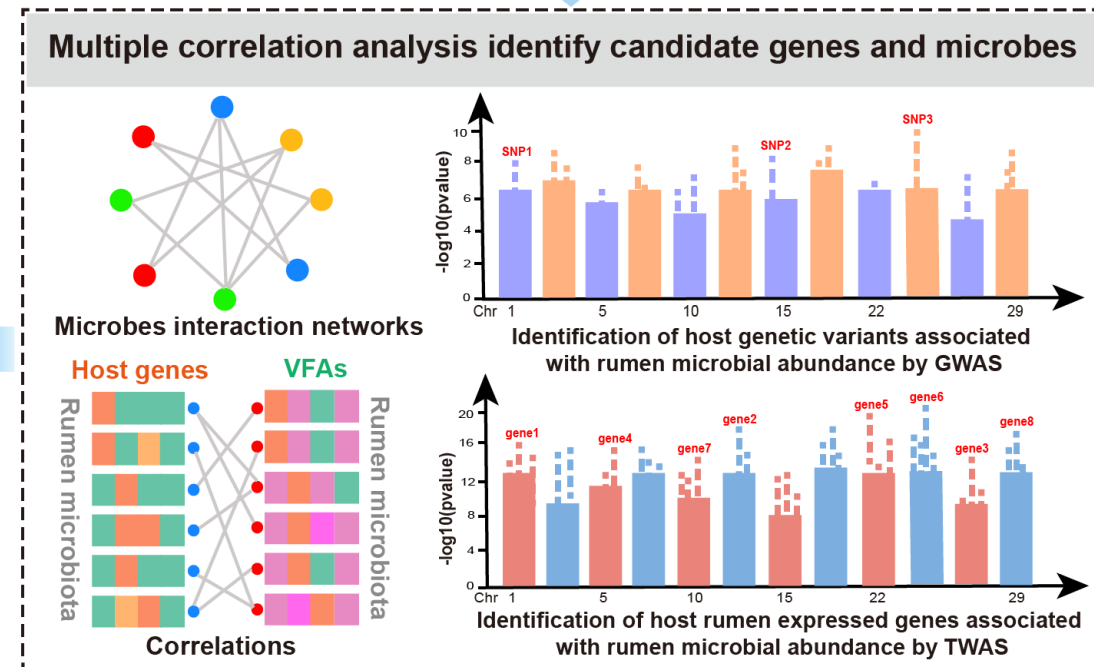 Multiple correlation analysis identify candidate genes and microbes
Microbes interaction networks
-log10(pvalue)
10
8
6
4
2
0
SNP1
SNP2
SNP3
Chr 1 5 10 15 22 29
Identification of host genetic variants associated
with rumen microbial abundance by GWAS
Host genes
VFAs
Rumen microbiota
Rumen microbiota
Correlations
-log10(pvalue)
20
16
12
8
4
0
gene1
gene4
gene7
gene2
gene5
gene6
gene3
gene8
Chr 1 5 10 15 22 29
Identification of host rumen expressed genes associated
with rumen microbial abundance by TWAS